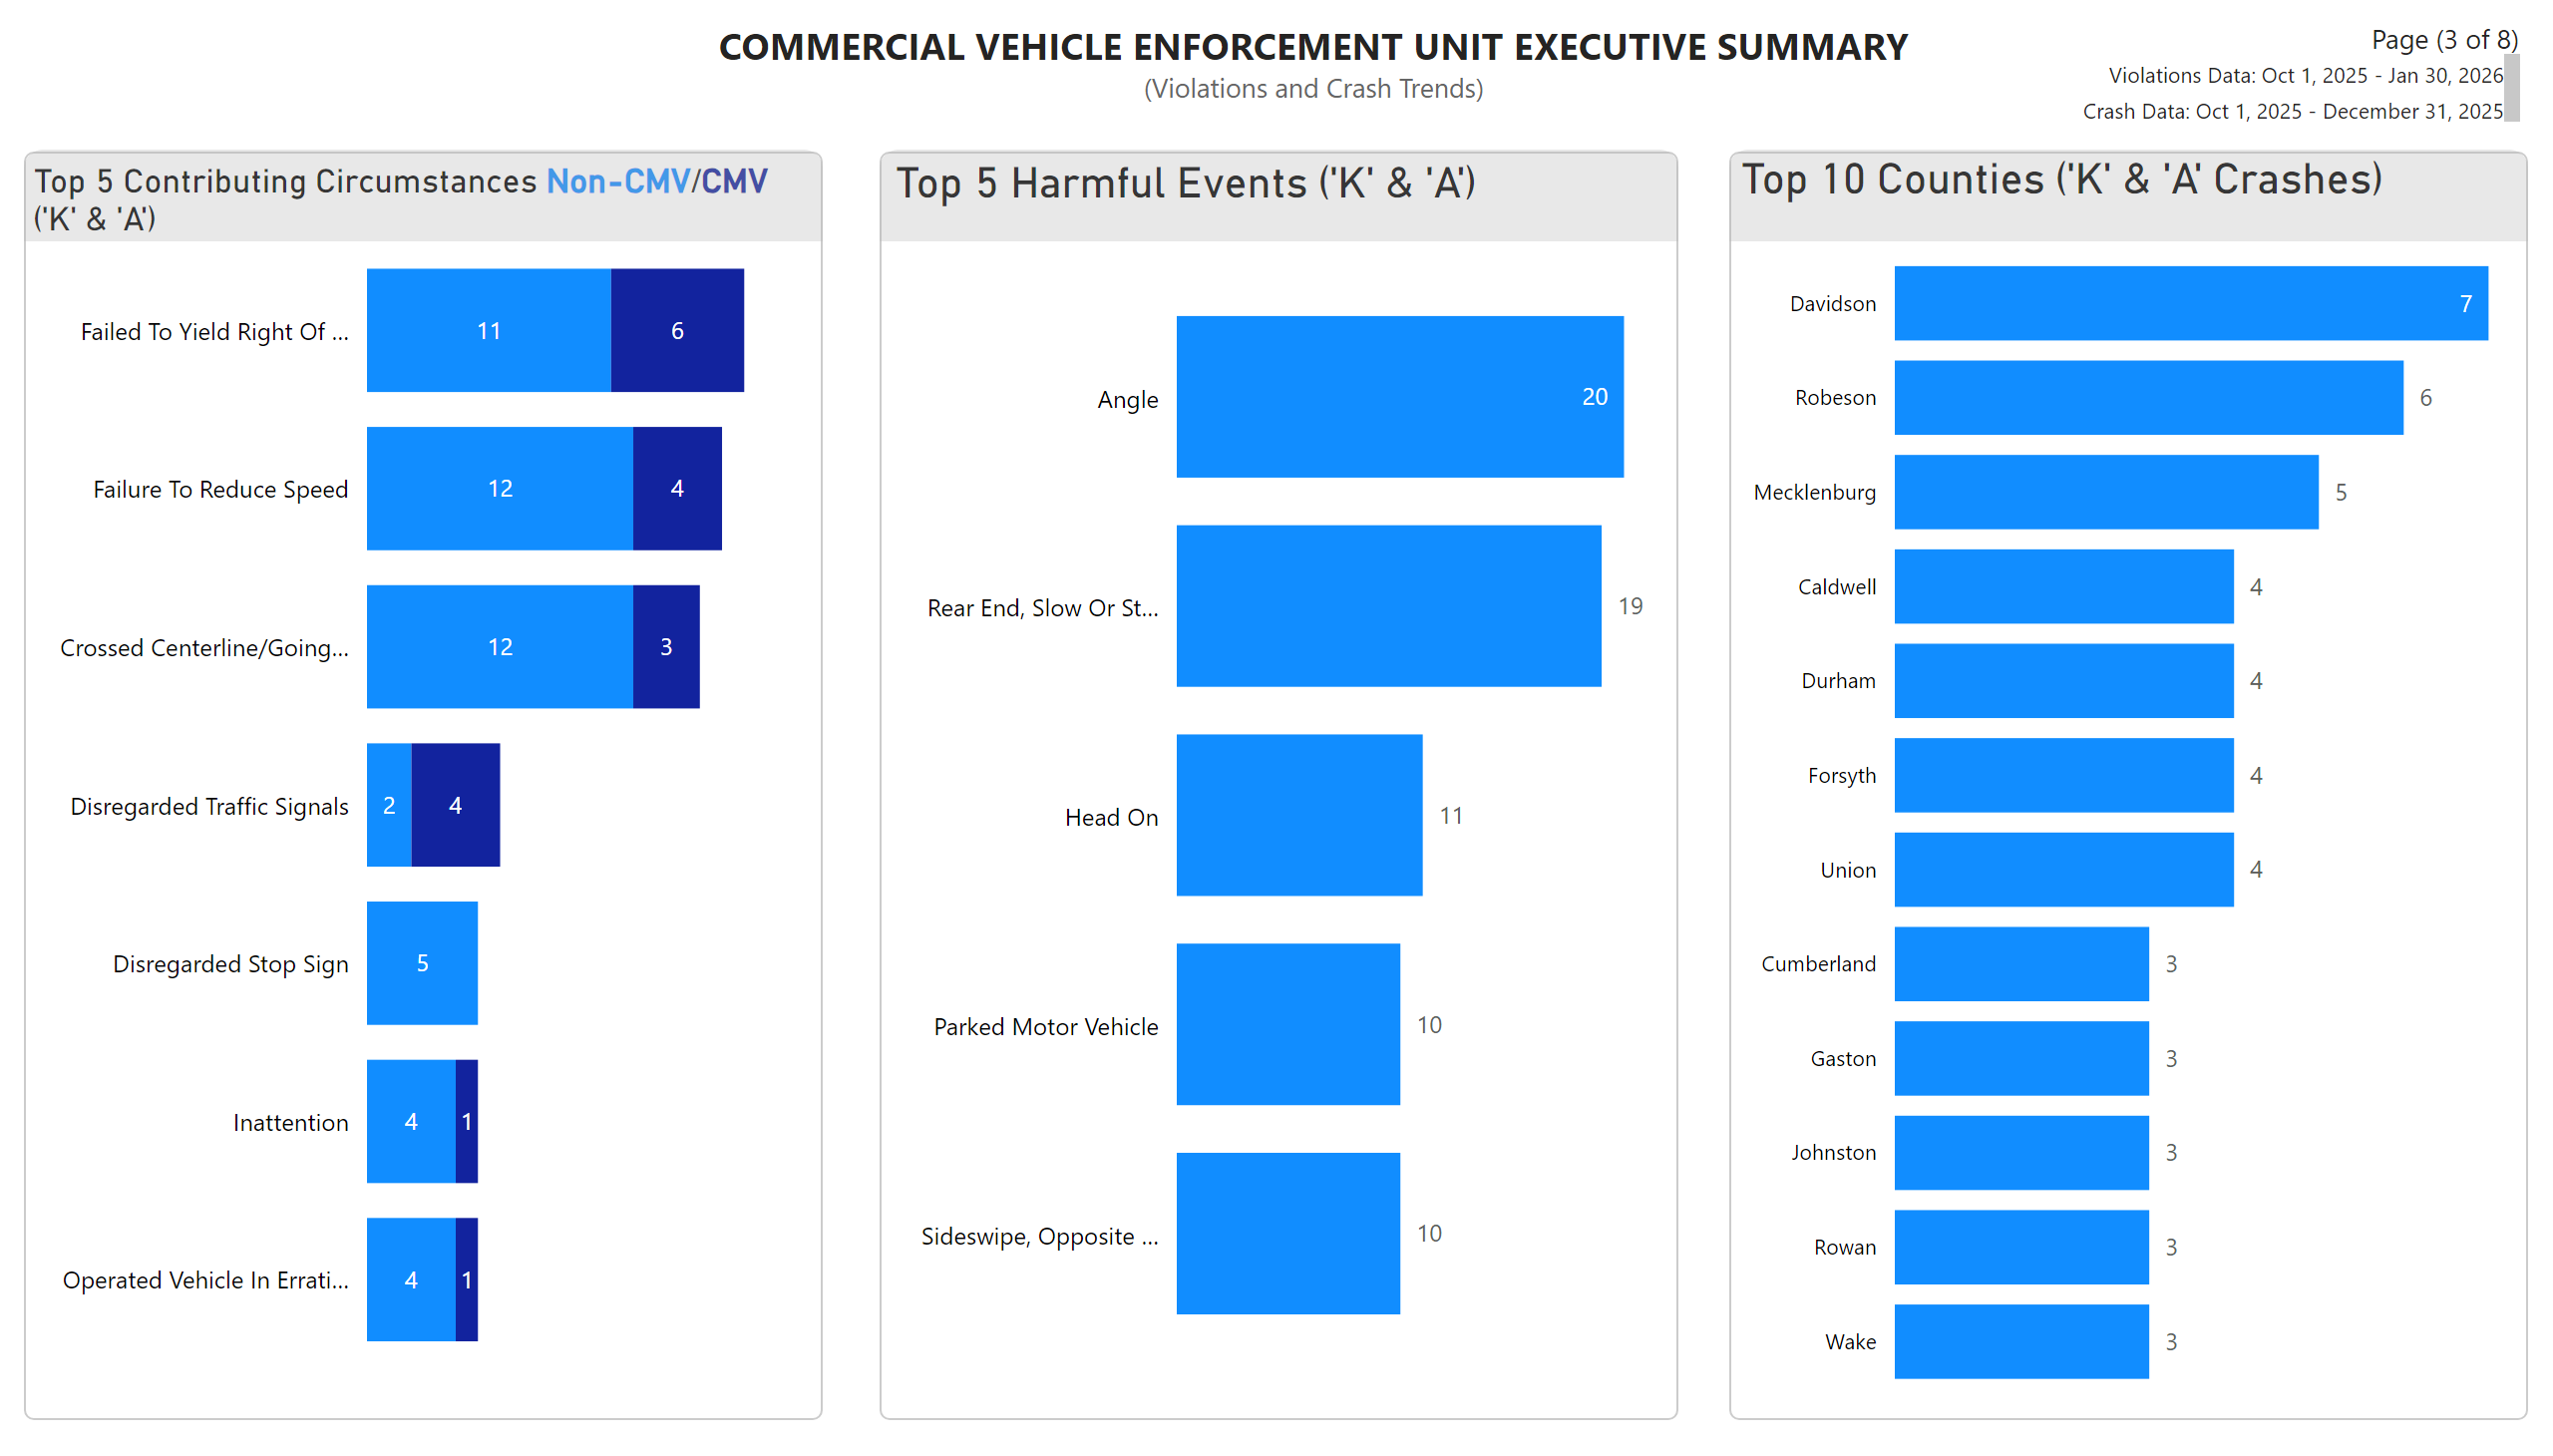 COMMERCIAL VEHICLE ENFORCEMENT UNIT EXECUTIVE SUMMARY
(Violations and Crash Trends)
Page (3 of 8)
Violations Data: Oct 1, 2025 - Jan 30, 2026
Crash Data: Oct 1, 2025 - December 31, 2025
Top 5 Contributing Circumstances Non-CMV/CMV
('K' & 'A')
Failed To Yield Right Of ... 11 6
Failure To Reduce Speed 12 4
Crossed Centerline/Going... 12 3
Disregarded Traffic Signals 2 4
Disregarded Stop Sign 5
Inattention 4 1
Operated Vehicle In Errati... 4 1
Top 5 Harmful Events ('K' & 'A')
Angle 20
Rear End, Slow Or St... 19
Head On 11
Parked Motor Vehicle 10
Sideswipe, Opposite ... 10
Top 10 Counties ('K' & 'A' Crashes)
Davidson 7
Robeson 6
Mecklenburg 5
Caldwell 4
Durham 4
Forsyth 4
Union 4
Cumberland 3
Gaston 3
Johnston 3
Rowan 3
Wake 3